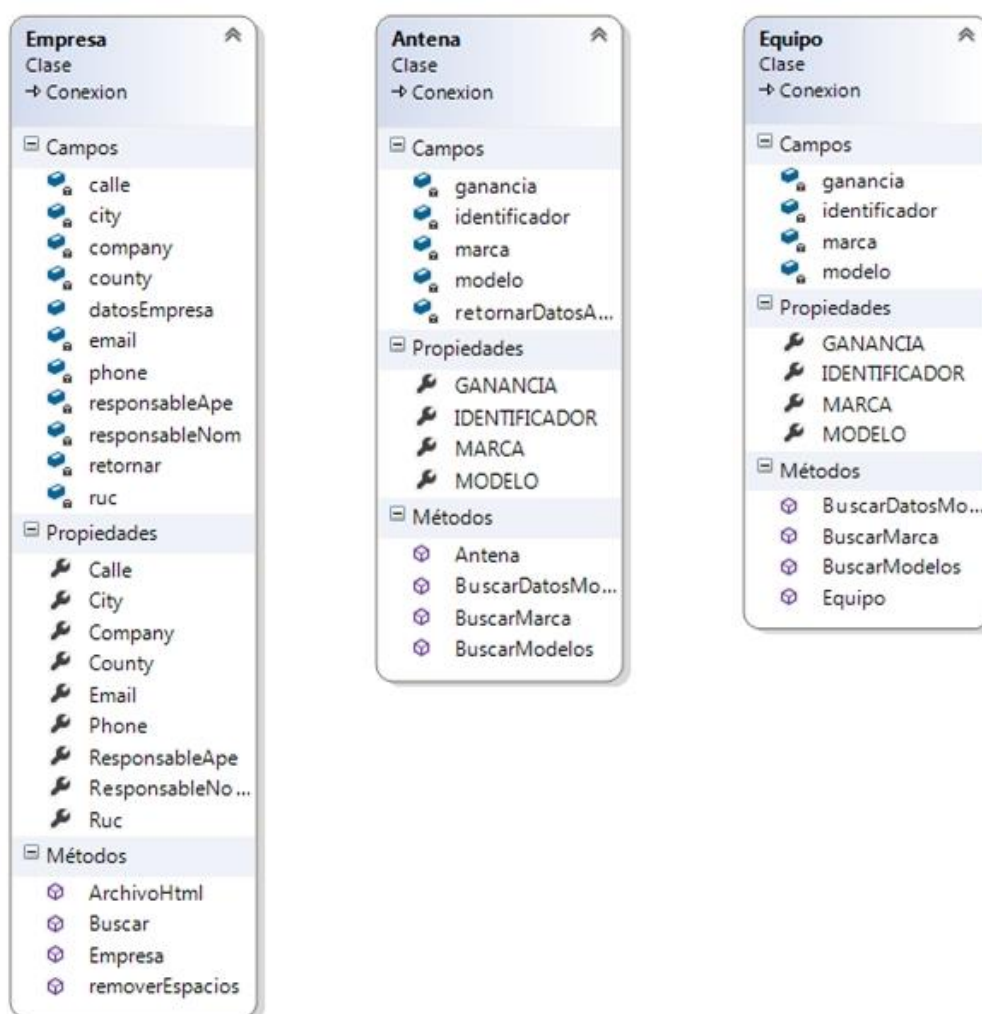 Empresa
Clase
Conexion
Campos
calle
city
company
county
datosEmpresa
email
phone
responsableApe
responsableNom
retornar
ruc
Propiedades
Calle
City
Company
County
Email
Phone
ResponsableApe
ResponsableNo...
Ruc
Métodos
ArchivoHtml
Buscar
Empresa
removerEspacios
Antena
Clase
Conexion
Campos
ganancia
identificador
marca
modelo
retornarDatosA...
Propiedades
GANANCIA
IDENTIFICADOR
MARCA
MODELO
Métodos
Antena
BuscarDatosMo...
BuscarMarca
BuscarModelos
Equipo
Clase
Conexion
Campos
ganancia
identificador
marca
modelo
Propiedades
GANANCIA
IDENTIFICADOR
MARCA
MODELO
Métodos
BuscarDatosMo...
BuscarMarca
BuscarModelos
Equipo